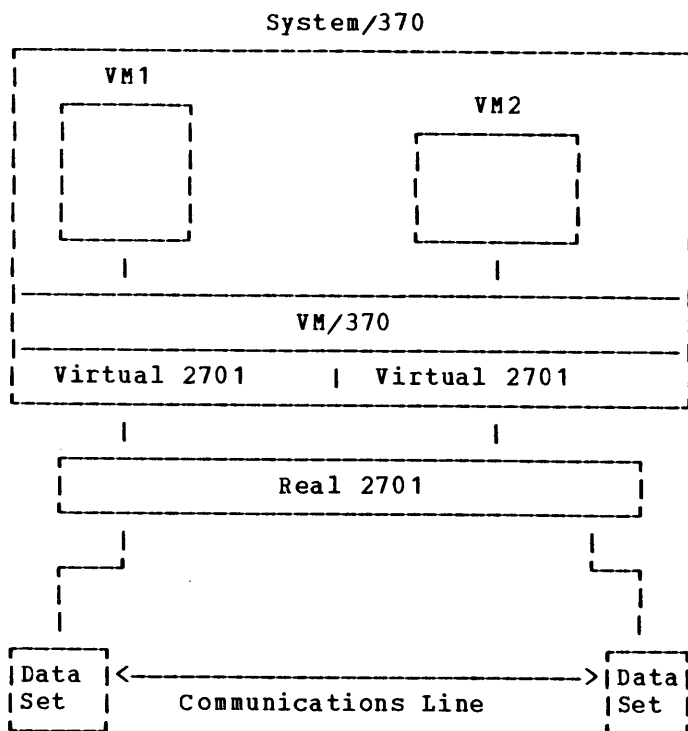 System/370
VM1
VM2
VM/370
Virtual 2701 | Virtual 2701
Real 2701
Data Set
Communications Line
Data Set